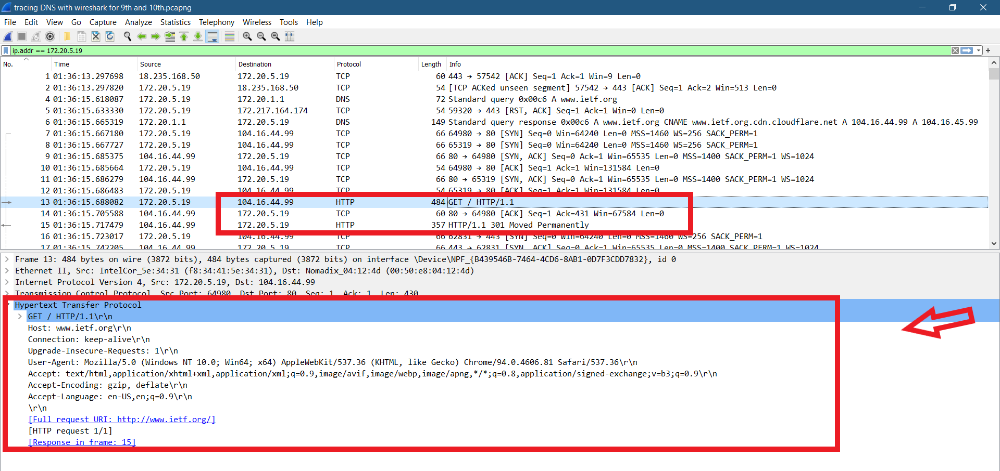 tracing DNS with wireshark for 9th and 10th.pcapng
File Edit View Go Capture Analyze Statistics Telephony Wireless Tools Help
ip.addr == 172.20.5.19
No. Time Source Destination Protocol Length Info
1 01:36:13.297698 18.235.168.50 172.20.5.19 TCP 60 443 → 57542 [ACK] Seq=1 Ack=1 Win=9 Len=0
2 01:36:13.297820 172.20.5.19 18.235.168.50 TCP 54 [TCP ACKed unseen segment] 57542 → 443 [ACK] Seq=1 Ack=2 Win=513 Len=0
4 01:36:15.618087 172.20.5.19 172.20.1.1 DNS 72 Standard query 0x00c6 A www.ietf.org
5 01:36:15.633330 172.20.5.19 172.217.164.174 TCP 54 59320 → 443 [RST, ACK] Seq=1 Ack=1 Win=0 Len=0
6 01:36:15.665319 172.20.1.1 172.20.5.19 DNS 149 Standard query response 0x00c6 A www.ietf.org CNAME www.ietf.org.cdn.cloudflare.net A 104.16.44.99 A 104.16.45.99
7 01:36:15.667180 172.20.5.19 104.16.44.99 TCP 66 64980 → 80 [SYN] Seq=0 Win=64240 Len=0 MSS=1460 WS=256 SACK_PERM=1
8 01:36:15.667727 172.20.5.19 104.16.44.99 TCP 66 65319 → 80 [SYN] Seq=0 Win=64240 Len=0 MSS=1460 WS=256 SACK_PERM=1
9 01:36:15.685375 104.16.44.99 172.20.5.19 TCP 66 80 → 64980 [SYN, ACK] Seq=0 Ack=1 Win=65535 Len=0 MSS=1400 SACK_PERM=1 WS=1024
10 01:36:15.685664 172.20.5.19 104.16.44.99 TCP 54 64980 → 80 [ACK] Seq=1 Ack=1 Win=131584 Len=0
11 01:36:15.686279 104.16.44.99 172.20.5.19 TCP 66 80 → 65319 [SYN, ACK] Seq=0 Ack=1 Win=65535 Len=0 MSS=1400 SACK_PERM=1 WS=1024
12 01:36:15.686483 172.20.5.19 104.16.44.99 TCP 54 65319 → 80 [ACK] Seq=1 Ack=1 Win=131584 Len=0
13 01:36:15.688082 172.20.5.19 104.16.44.99 HTTP 484 GET / HTTP/1.1
14 01:36:15.705588 104.16.44.99 172.20.5.19 TCP 60 80 → 64980 [ACK] Seq=1 Ack=431 Win=67584 Len=0
15 01:36:15.717479 104.16.44.99 172.20.5.19 HTTP 357 HTTP/1.1 301 Moved Permanently
16 01:36:15.723017 172.20.5.19 104.16.44.99 TCP 66 62831 → 443 [SYN] Seq=0 Win=64240 Len=0 MSS=1460 WS=256 SACK_PERM=1
17 01:36:15.742205 104.16.44.99 172.20.5.19 TCP 66 443 → 62831 [SYN, ACK] Seq=0 Ack=1 Win=65535 Len=0 MSS=1400 SACK_PERM=1 WS=1024
Frame 13: 484 bytes on wire (3872 bits), 484 bytes captured (3872 bits) on interface \Device\NPF_{B439546B-7464-4CD6-8AB1-0D7F3CDD7832}, id 0
Ethernet II, Src: IntelCor_5e:34:31 (f8:34:41:5e:34:31), Dst: Nomadix_04:12:4d (00:50:e8:04:12:4d)
Internet Protocol Version 4, Src: 172.20.5.19, Dst: 104.16.44.99
Transmission Control Protocol, Src Port: 64980, Dst Port: 80, Seq: 1, Ack: 1, Len: 430
Hypertext Transfer Protocol
GET / HTTP/1.1\r\n
Host: www.ietf.org\r\n
Connection: keep-alive\r\n
Upgrade-Insecure-Requests: 1\r\n
User-Agent: Mozilla/5.0 (Windows NT 10.0; Win64; x64) AppleWebKit/537.36 (KHTML, like Gecko) Chrome/94.0.4606.81 Safari/537.36\r\n
Accept: text/html,application/xhtml+xml,application/xml;q=0.9,image/avif,image/webp,image/apng,*/*;q=0.8,application/signed-exchange;v=b3;q=0.9\r\n
Accept-Encoding: gzip, deflate\r\n
Accept-Language: en-US,en;q=0.9\r\n
\r\n
[Full request URI: http://www.ietf.org/]
[HTTP request 1/1]
[Response in frame: 15]